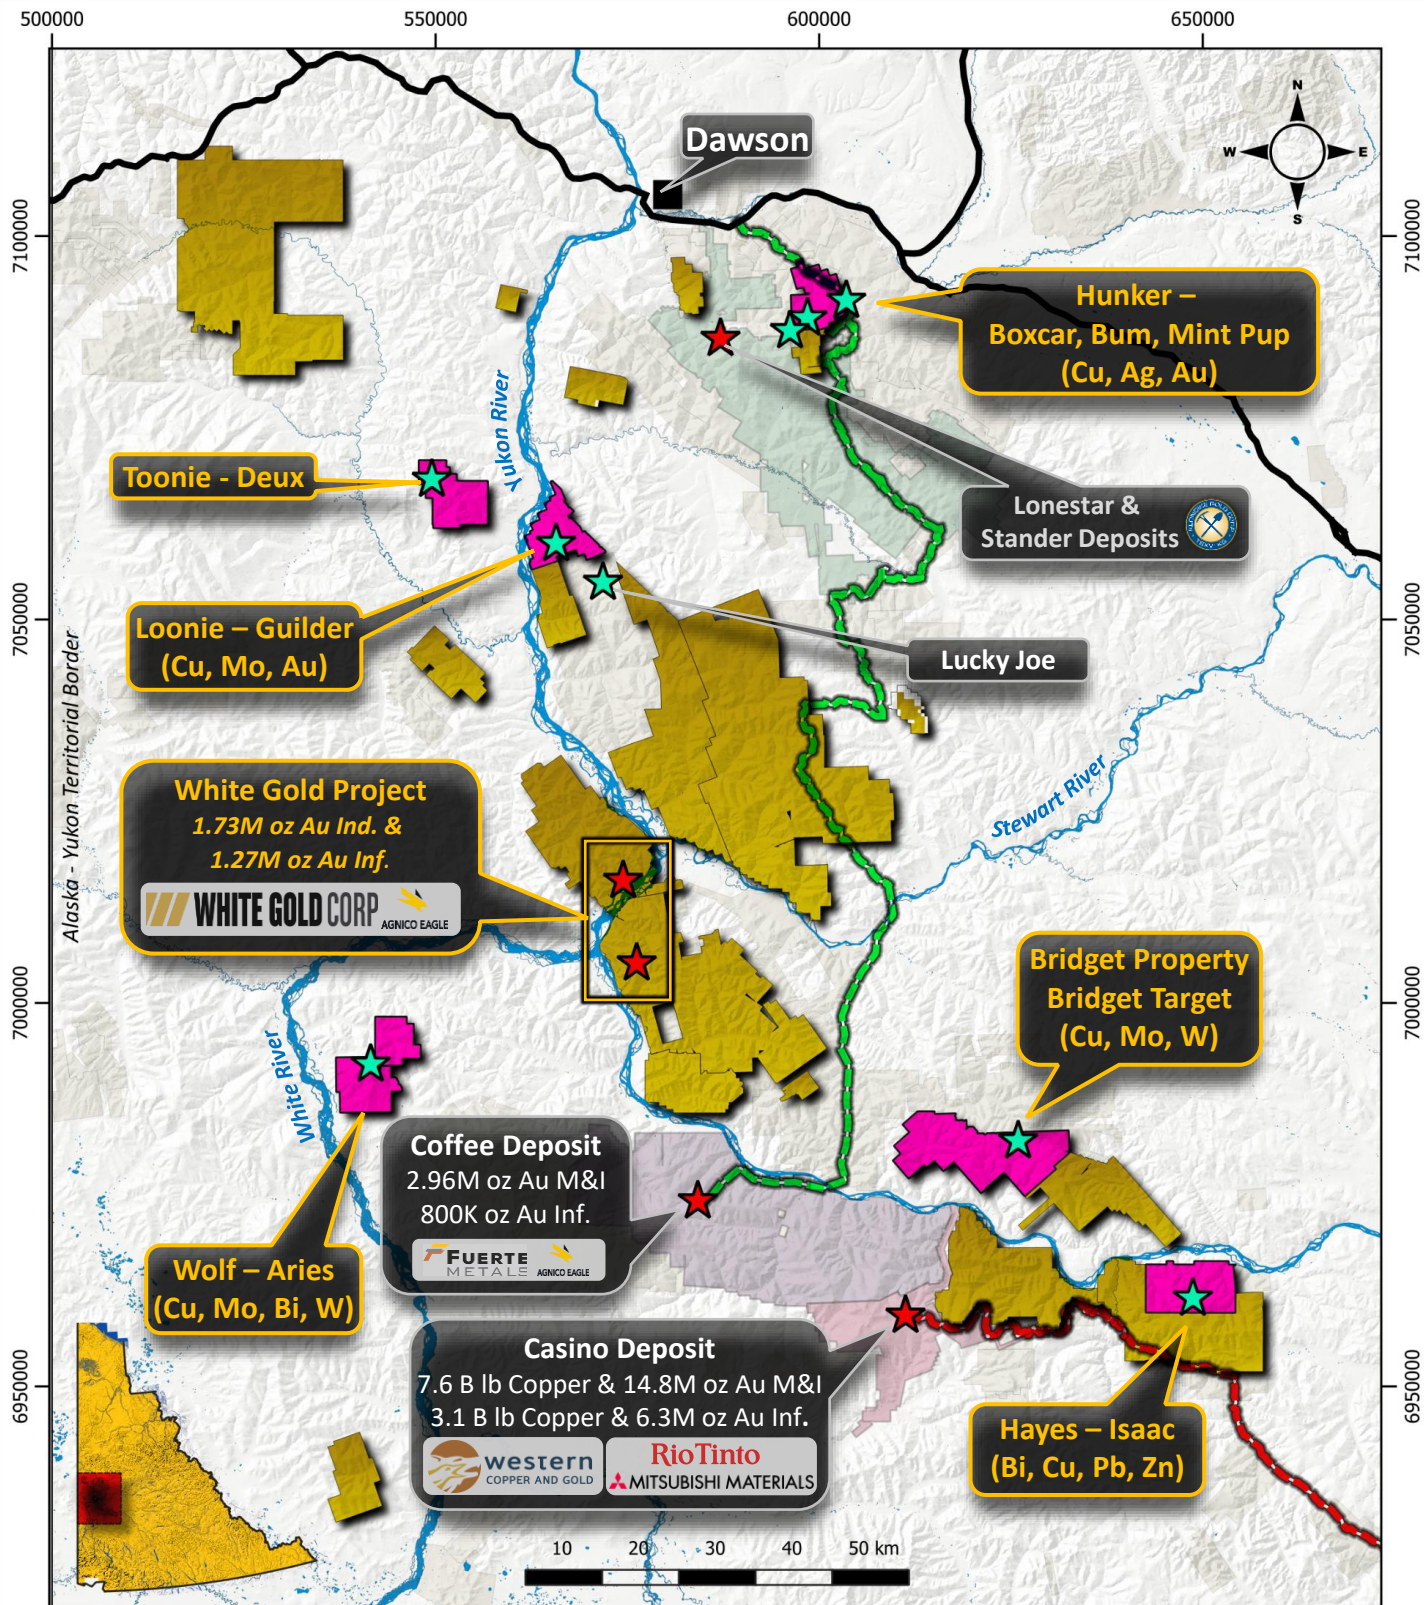 500000
550000
600000
650000
N
W
E
S
Dawson
7100000
7100000
Hunker –
Boxcar, Bum, Mint Pup
(Cu, Ag, Au)
Yukon River
Toonie - Deux
Lonestar &
Stander Deposits
Loonie – Guilder
(Cu, Mo, Au)
7050000
7050000
Lucky Joe
Alaska - Yukon Territorial Border
White Gold Project
1.73M oz Au Ind. &
1.27M oz Au Inf.
WHITE GOLD CORP
AGNICO EAGLE
Stewart River
Bridget Property
Bridget Target
(Cu, Mo, W)
7000000
7000000
White River
Coffee Deposit
2.96M oz Au M&I
800K oz Au Inf.
FUERTE
METALS
AGNICO EAGLE
Wolf – Aries
(Cu, Mo, Bi, W)
Casino Deposit
7.6 B lb Copper & 14.8M oz Au M&I
3.1 B lb Copper & 6.3M oz Au Inf.
western
COPPER AND GOLD
RioTinto
MITSUBISHI MATERIALS
6950000
6950000
Hayes – Isaac
(Bi, Cu, Pb, Zn)
10 20 30 40 50 km